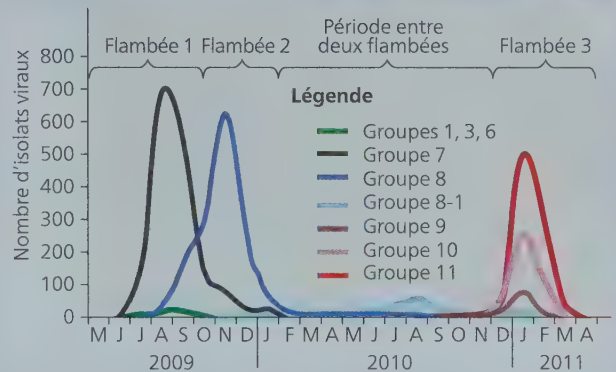 Flambée 1
Flambée 2
Période entre
deux flambées
Flambée 3
Nombre d'isolats viraux
800
700
600
500
400
300
200
100
0
Légende
Groupes 1, 3, 6
Groupe 7
Groupe 8
Groupe 8-1
Groupe 9
Groupe 10
Groupe 11
M J J A S O N D J F M A M J J A S O N D J F M A
2009
2010
2011